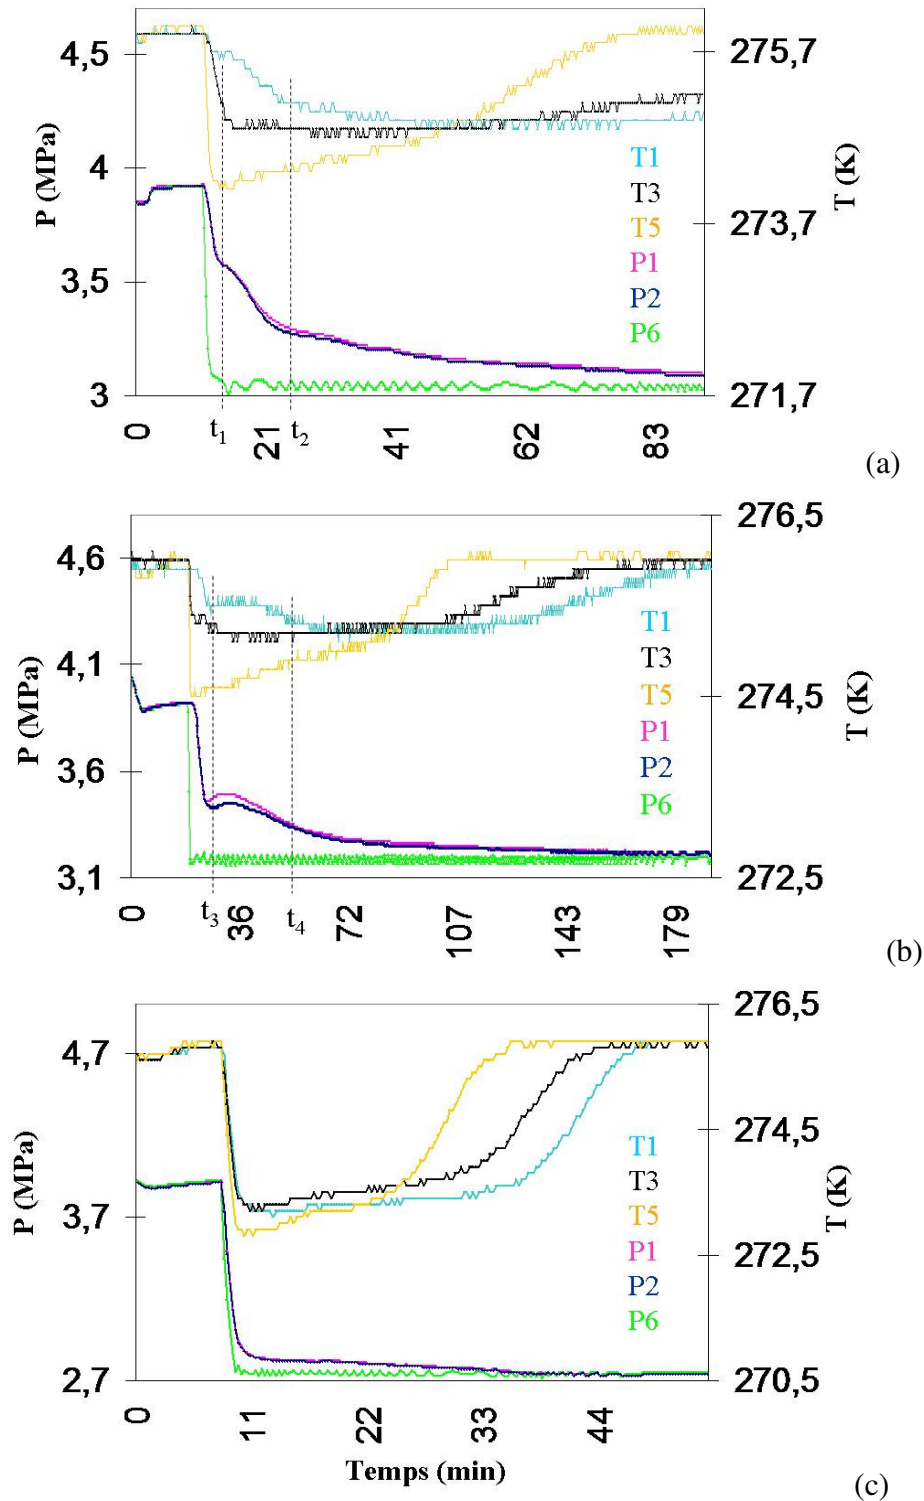 4,5
4
3,5
3
P (MPa)
275,7
273,7
271,7
T (K)
T1
T3
T5
P1
P2
P6
0
t1
21
t2
41
62
83
(a)
4,6
4,1
3,6
3,1
P (MPa)
276,5
274,5
272,5
T (K)
T1
T3
T5
P1
P2
P6
0
t3
36
t4
72
107
143
179
(b)
4,7
3,7
2,7
P (MPa)
276,5
274,5
272,5
270,5
T (K)
T1
T3
T5
P1
P2
P6
0
11
22
33
44
Temps (min)
(c)